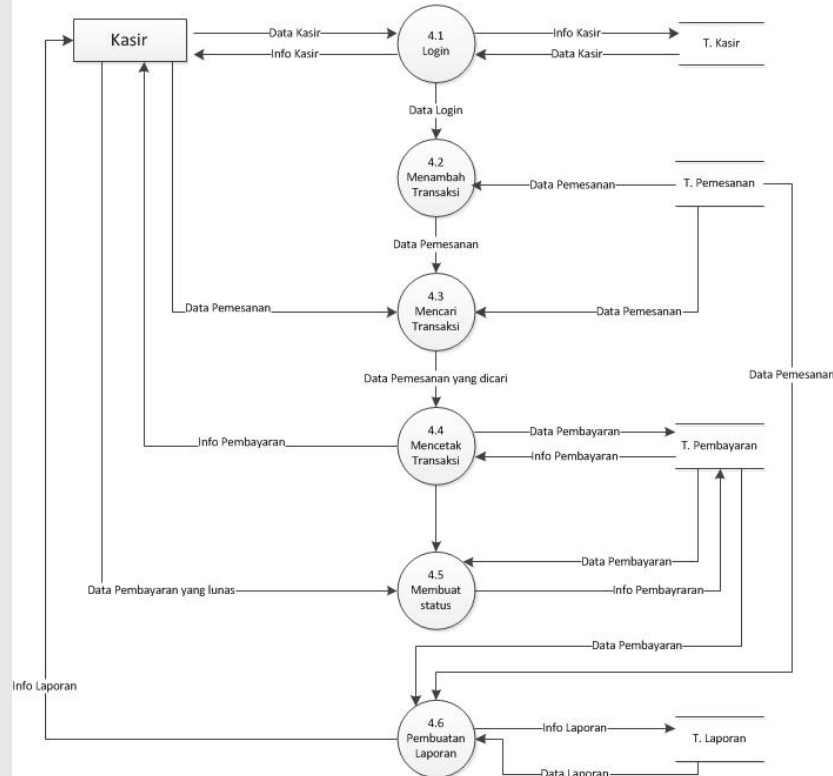 Kasir
Data Kasir
Info Kasir
4.1
Login
Info Kasir
Data Kasir
T. Kasir
Data Login
4.2
Menambah
Transaksi
Data Pemesanan
T. Pemesanan
Data Pemesanan
4.3
Mencari
Transaksi
Data Pemesanan
Data Pemesanan
Data Pemesanan yang dicari
Data Pemesanan
4.4
Mencetak
Transaksi
Info Pembayaran
Data Pembayaran
Info Pembayaran
T. Pembayaran
Data Pembayaran
4.5
Membuat
status
Data Pembayaran yang lunas
Info Pembayraran
Data Pembayaran
Info Laporan
4.6
Pembuatan
Laporan
Info Laporan
T. Laporan
Data Laporan